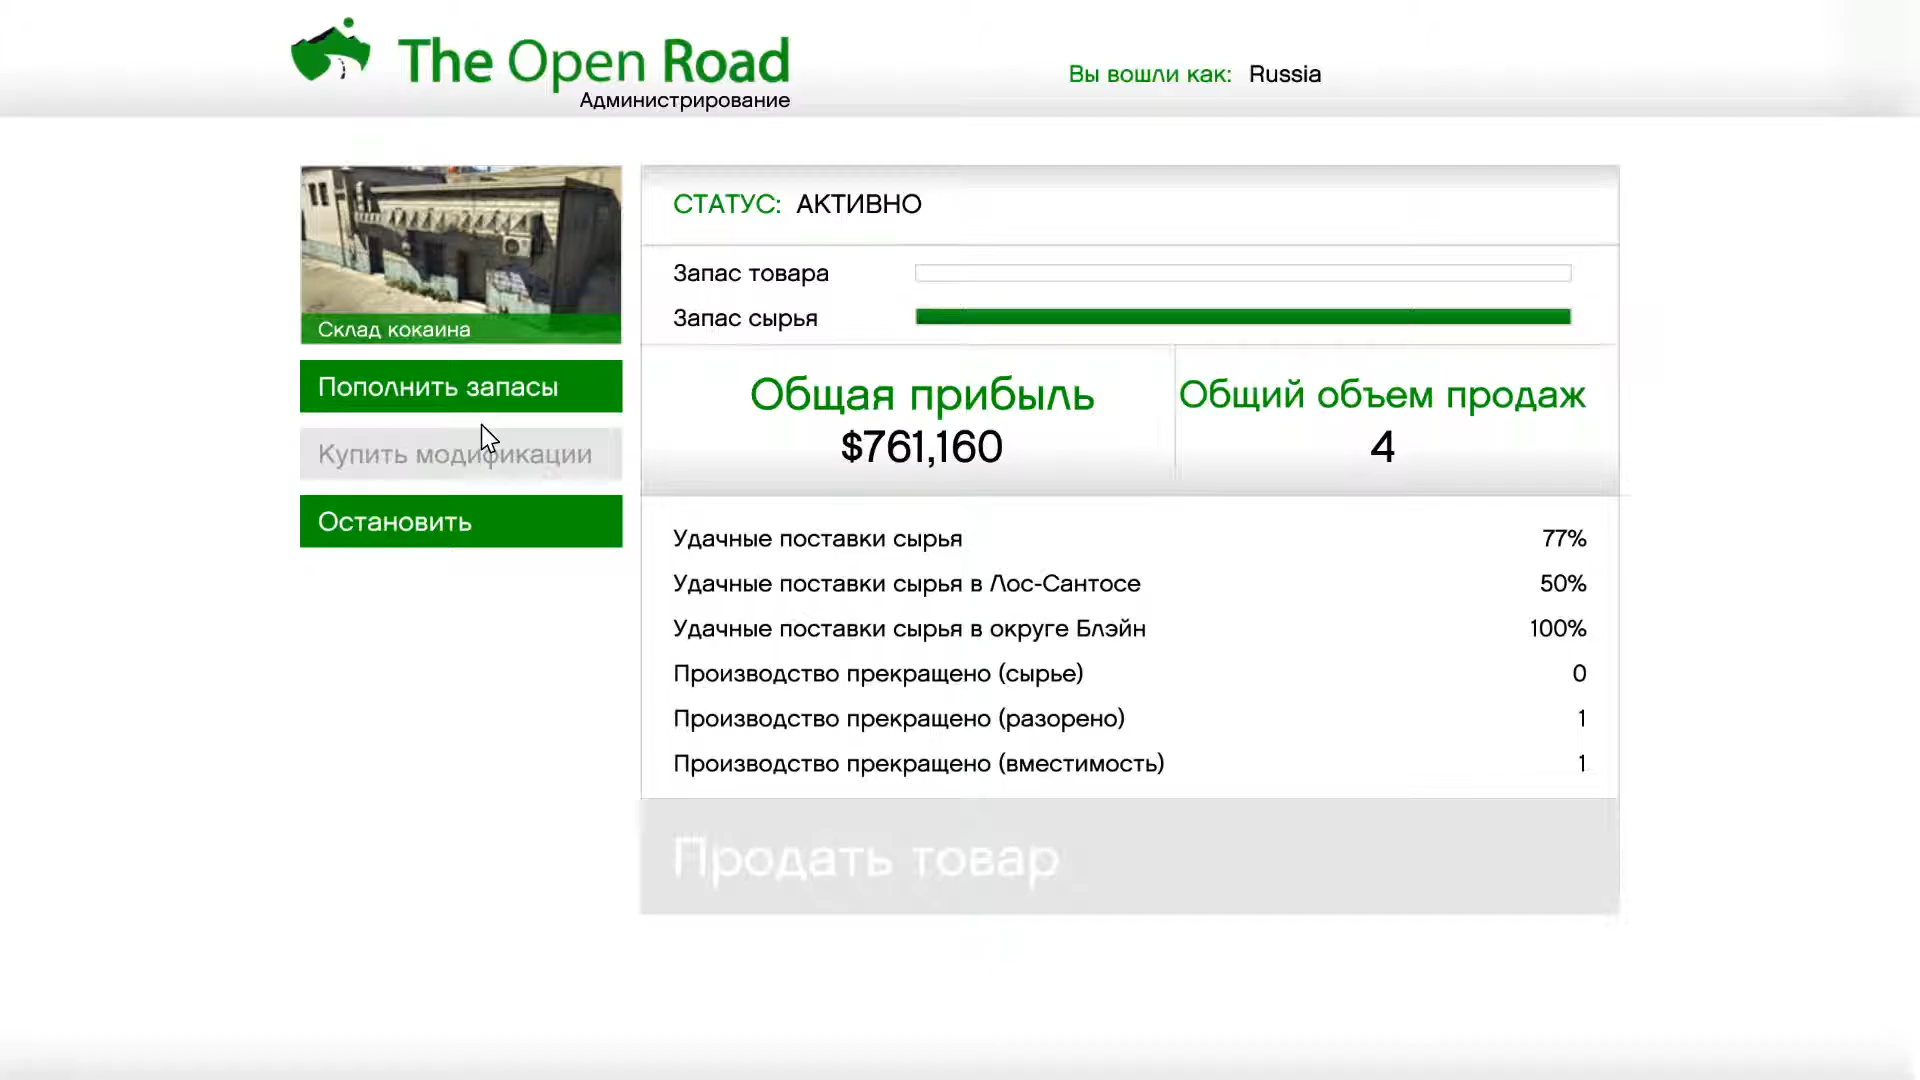 The Open Road
Администрирование
Вы вошли как: Russia
Склад кокаина
Пополнить запасы
Купить модификации
Остановить
СТАТУС: АКТИВНО
Запас товара
Запас сырья
Общая прибыль
$761,160
Общий объем продаж
4
Удачные поставки сырья 77%
Удачные поставки сырья в Лос-Сантосе 50%
Удачные поставки сырья в округе Блэйн 100%
Производство прекращено (сырье) 0
Производство прекращено (разорено) 1
Производство прекращено (вместимость) 1
Продать товар